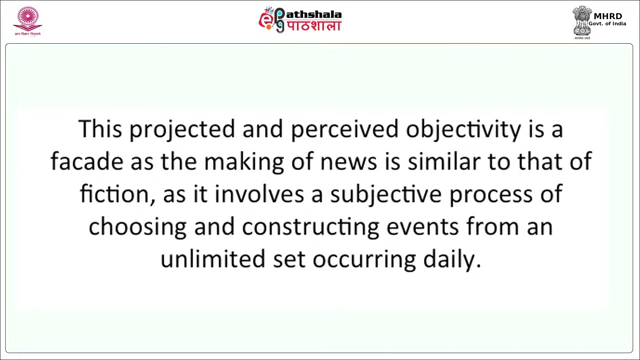 ePathshala
पाठशाला
MHRD
Govt. of India
This projected and perceived objectivity is a
facade as the making of news is similar to that of
fiction, as it involves a subjective process of
choosing and constructing events from an
unlimited set occurring daily.